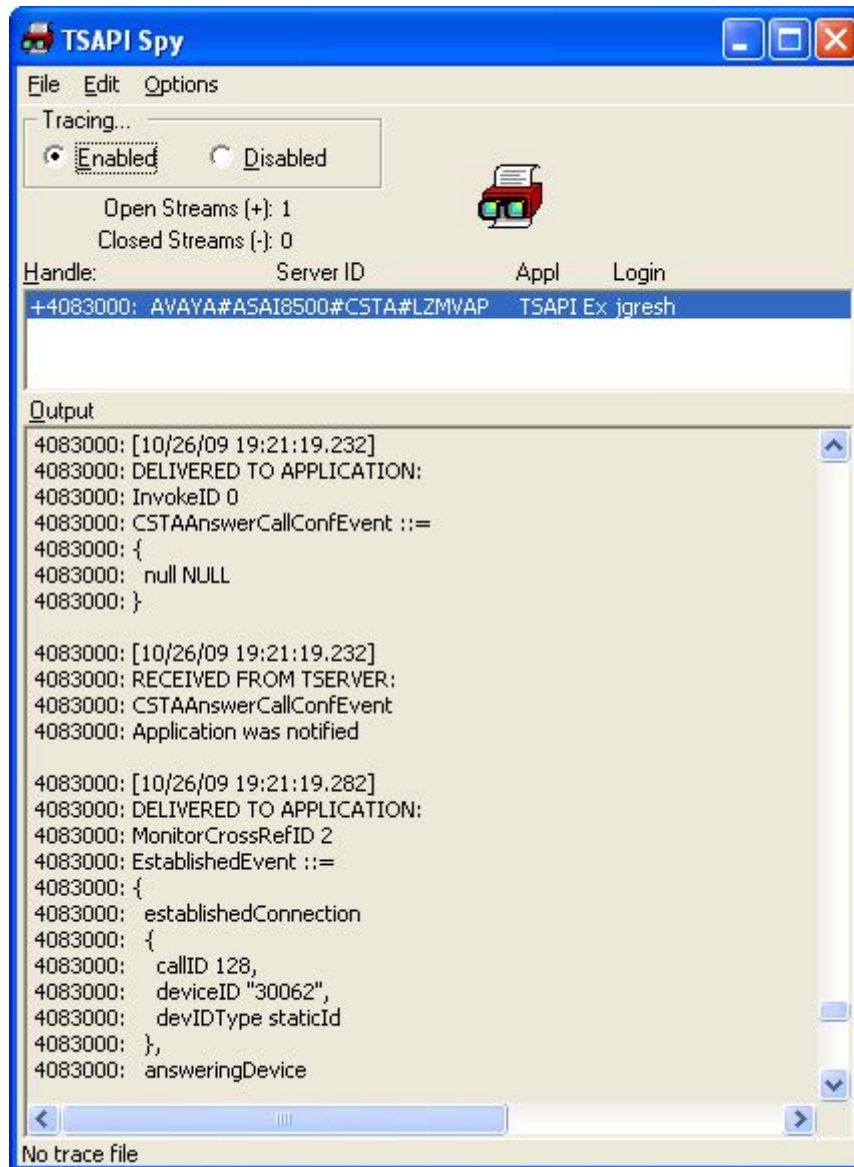 TSAPI Spy
File Edit Options
Tracing...
Enabled Disabled
Open Streams (+): 1
Closed Streams (-): 0
Handle: Server ID Appl Login
+4083000: AVAYA#ASAI8500#CSTA#LZMVAP TSAPI Ex jgresh
Output
4083000: [10/26/09 19:21:19.232]
4083000: DELIVERED TO APPLICATION:
4083000: InvokeID 0
4083000: CSTAAnswerCallConfEvent ::=
4083000: {
4083000: null NULL
4083000: }
4083000: [10/26/09 19:21:19.232]
4083000: RECEIVED FROM TSERVER:
4083000: CSTAAnswerCallConfEvent
4083000: Application was notified
4083000: [10/26/09 19:21:19.282]
4083000: DELIVERED TO APPLICATION:
4083000: MonitorCrossRefID 2
4083000: EstablishedEvent ::=
4083000: {
4083000: establishedConnection
4083000: {
4083000: callID 128,
4083000: deviceID "30062",
4083000: devIDType staticId
4083000: },
4083000: answeringDevice
No trace file